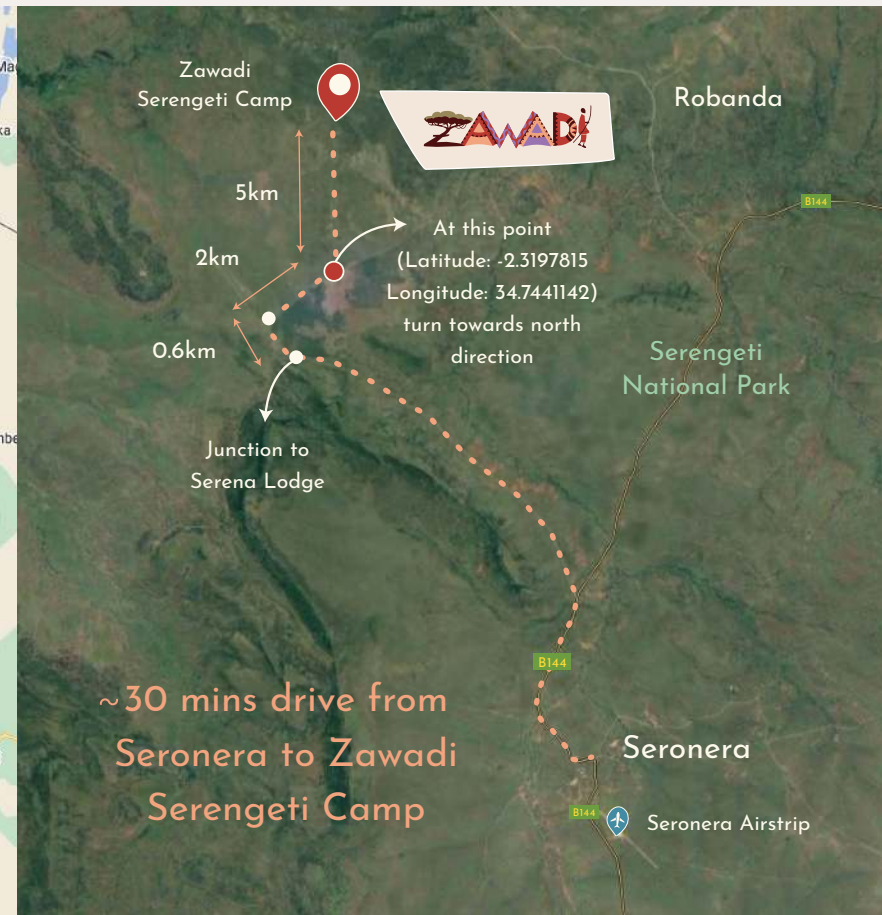 Zawadi
Serengeti Camp
ZAWADI
Robanda
B144
5km
2km
At this point
(Latitude: -2.3197815
Longitude: 34.7441142)
turn towards north
direction
0.6km
Serengeti
National Park
Junction to
Serena Lodge
B144
~30 mins drive from
Seronera to Zawadi
Serengeti Camp
Seronera
B144
Seronera Airstrip